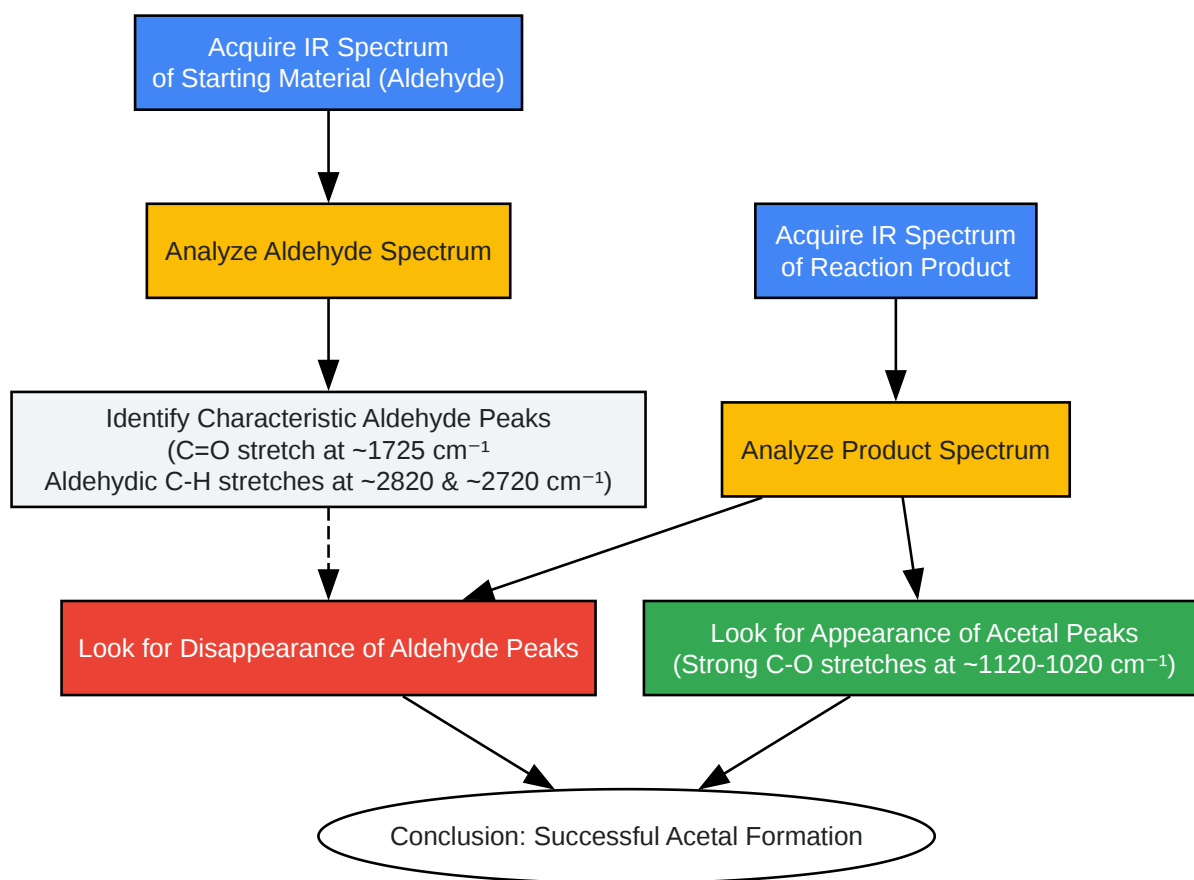 Acquire IR Spectrum
of Starting Material (Aldehyde)
Analyze Aldehyde Spectrum
Acquire IR Spectrum
of Reaction Product
Identify Characteristic Aldehyde Peaks
(C=O stretch at ~1725 cm⁻¹
Aldehydic C-H stretches at ~2820 & ~2720 cm⁻¹)
Analyze Product Spectrum
Look for Disappearance of Aldehyde Peaks
Look for Appearance of Acetal Peaks
(Strong C-O stretches at ~1120-1020 cm⁻¹)
Conclusion: Successful Acetal Formation